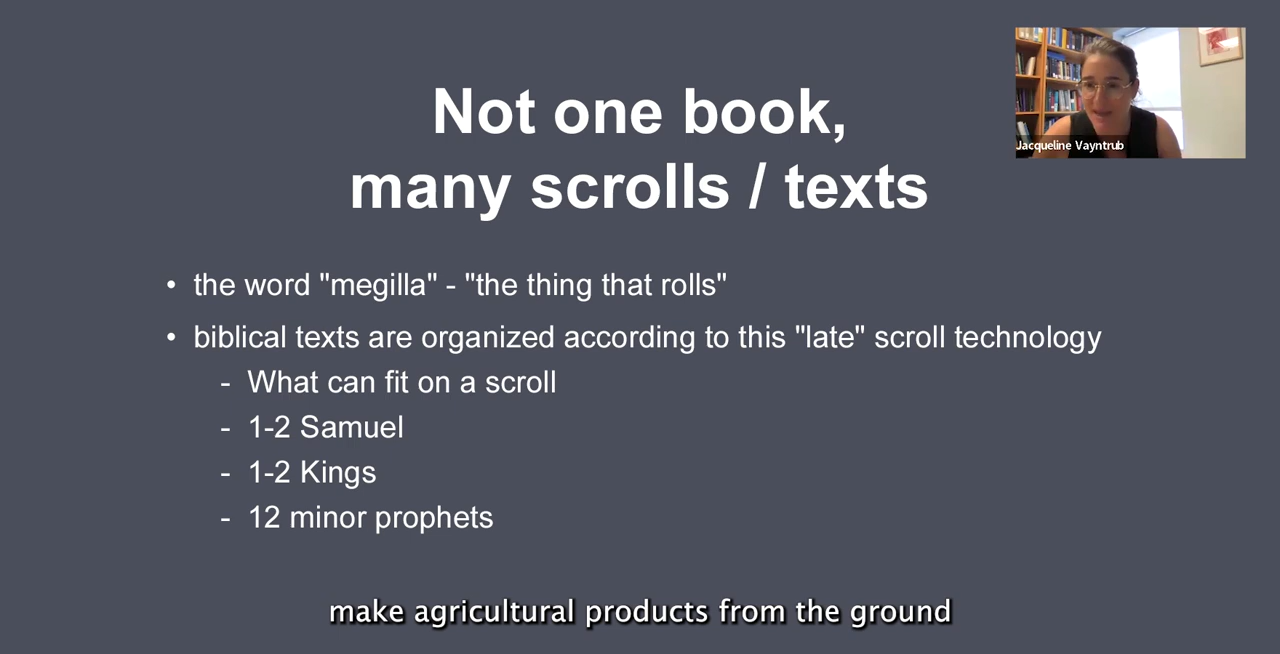 Not one book,
many scrolls / texts
Jacqueline Vayntrub
• the word "megilla" - "the thing that rolls"
• biblical texts are organized according to this "late" scroll technology
- What can fit on a scroll
- 1-2 Samuel
- 1-2 Kings
- 12 minor prophets
make agricultural products from the ground